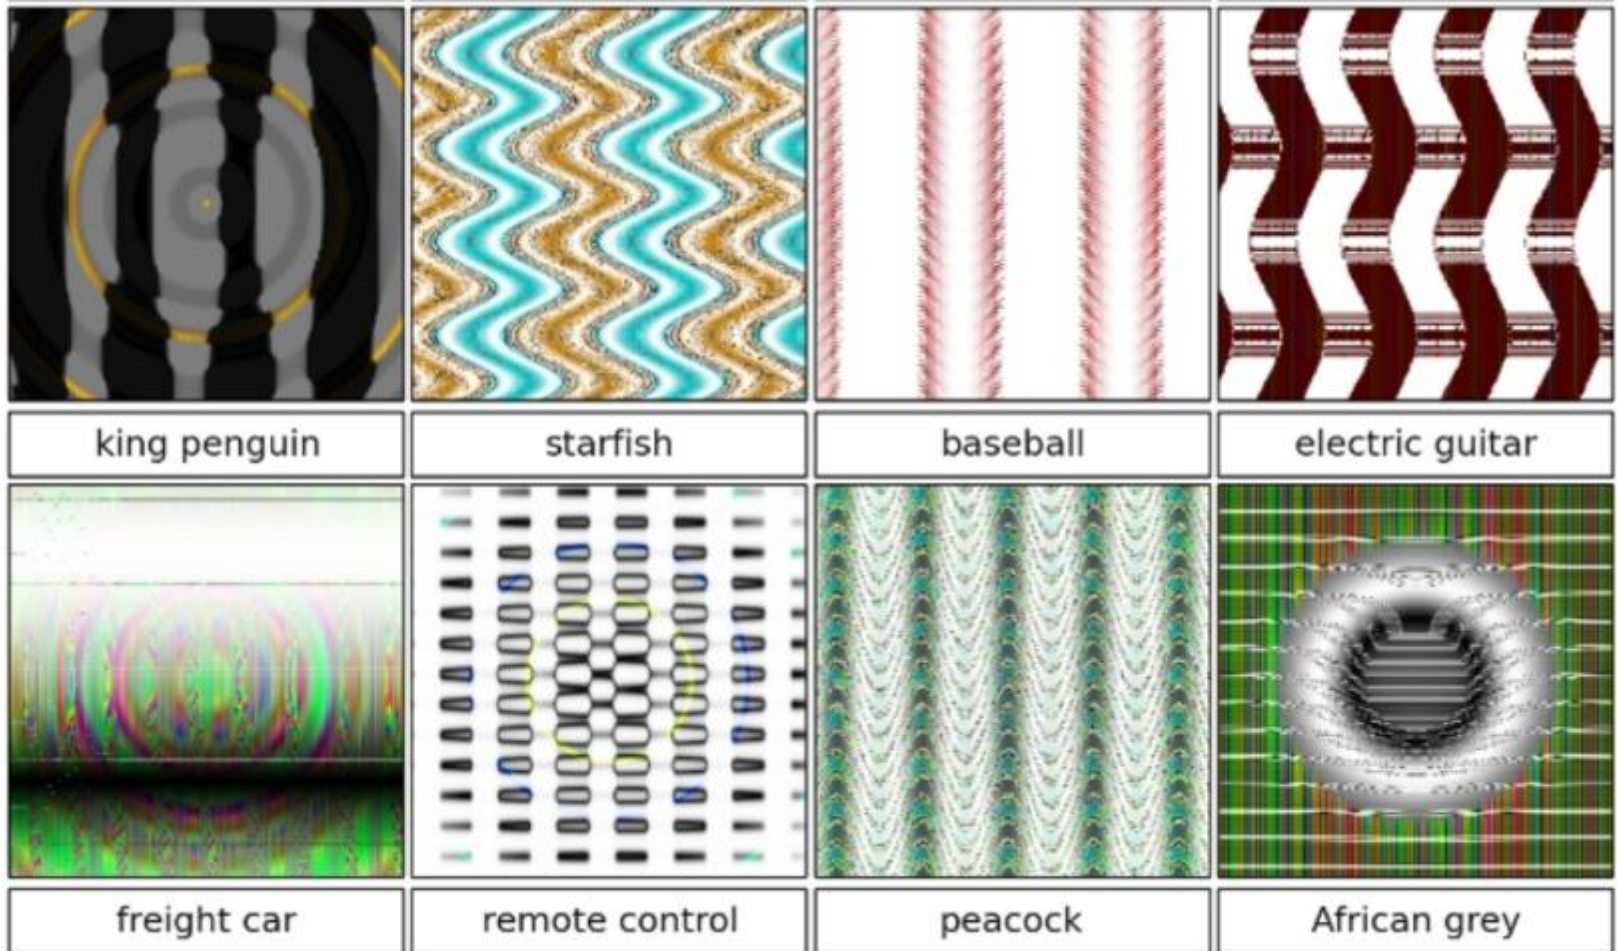 king penguin
starfish
baseball
electric guitar
freight car
remote control
peacock
African grey